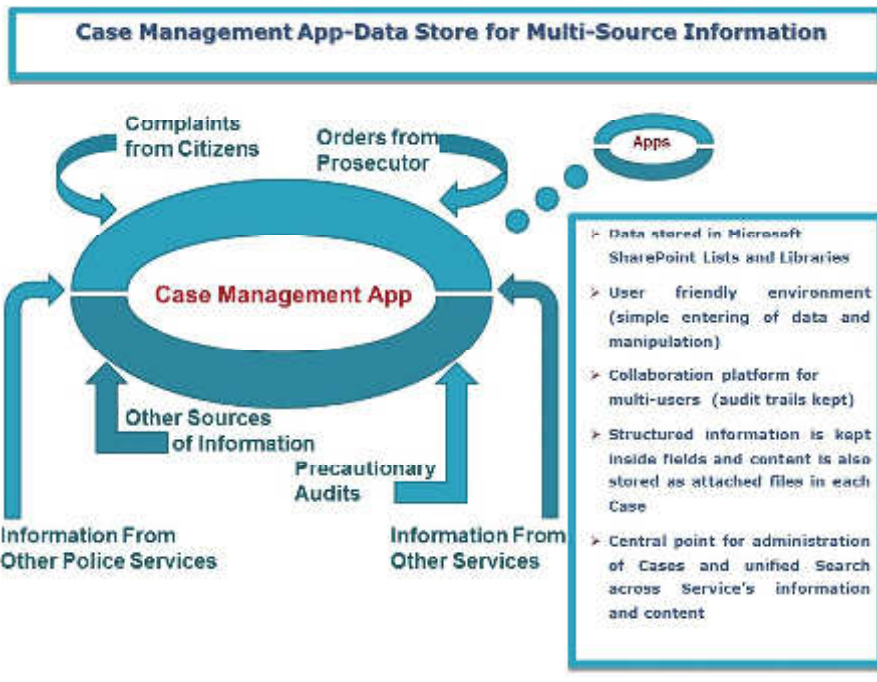 Case Management App-Data Store for Multi-Source Information
Complaints
from Citizens
Orders from
Prosecutor
Apps
Case Management App
Other Sources
of Information
Precautionary
Audits
Information From
Other Police Services
Information From
Other Services
➢ Data stored in Microsoft
SharePoint Lists and Libraries
➢ User friendly environment
(simple entering of data and
manipulation)
➢ Collaboration platform for
multi-users (audit trails kept)
➢ Structured information is kept
inside fields and content is also
stored as attached files in each
Case
➢ Central point for administration
of Cases and unified Search
across Service's information
and content